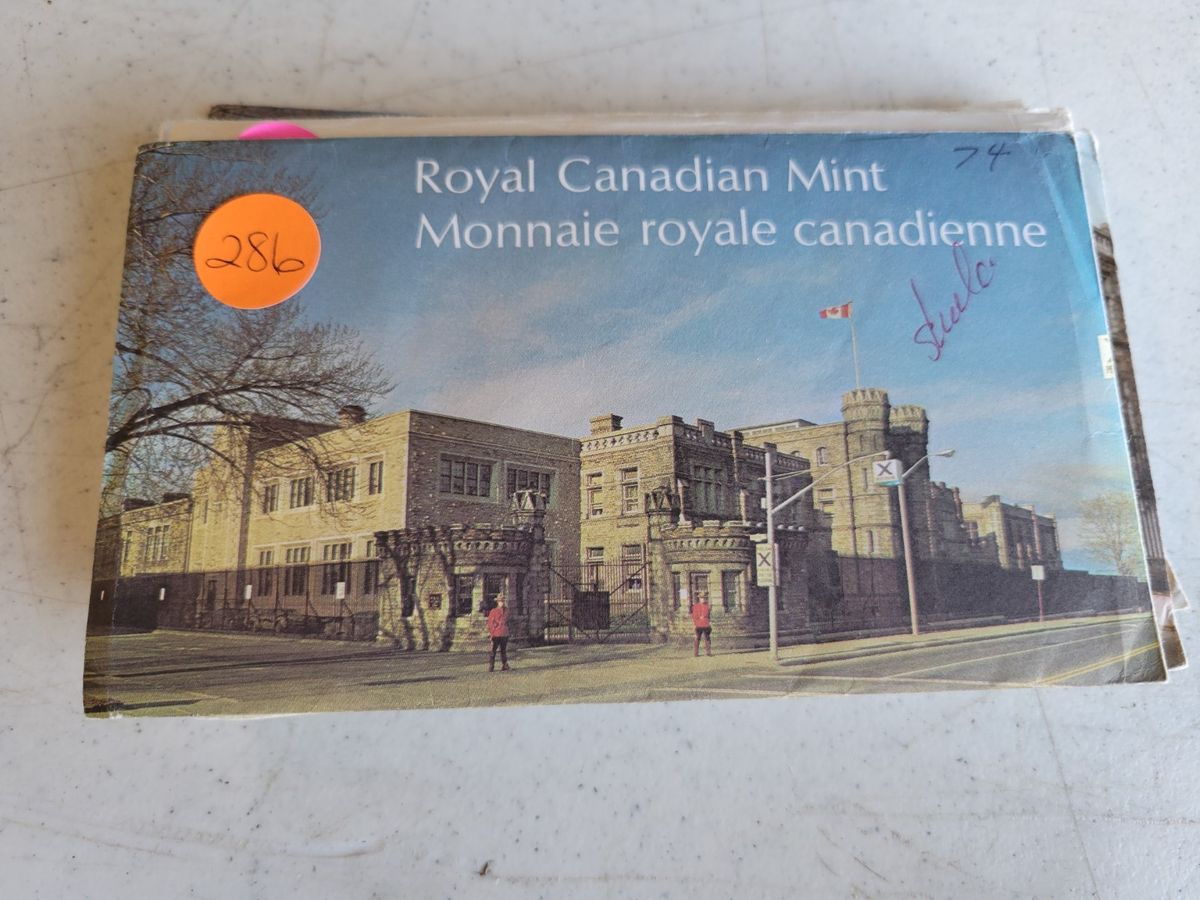 Royal Canadian Mint
Monnaie royale canadienne
74
286
X
X